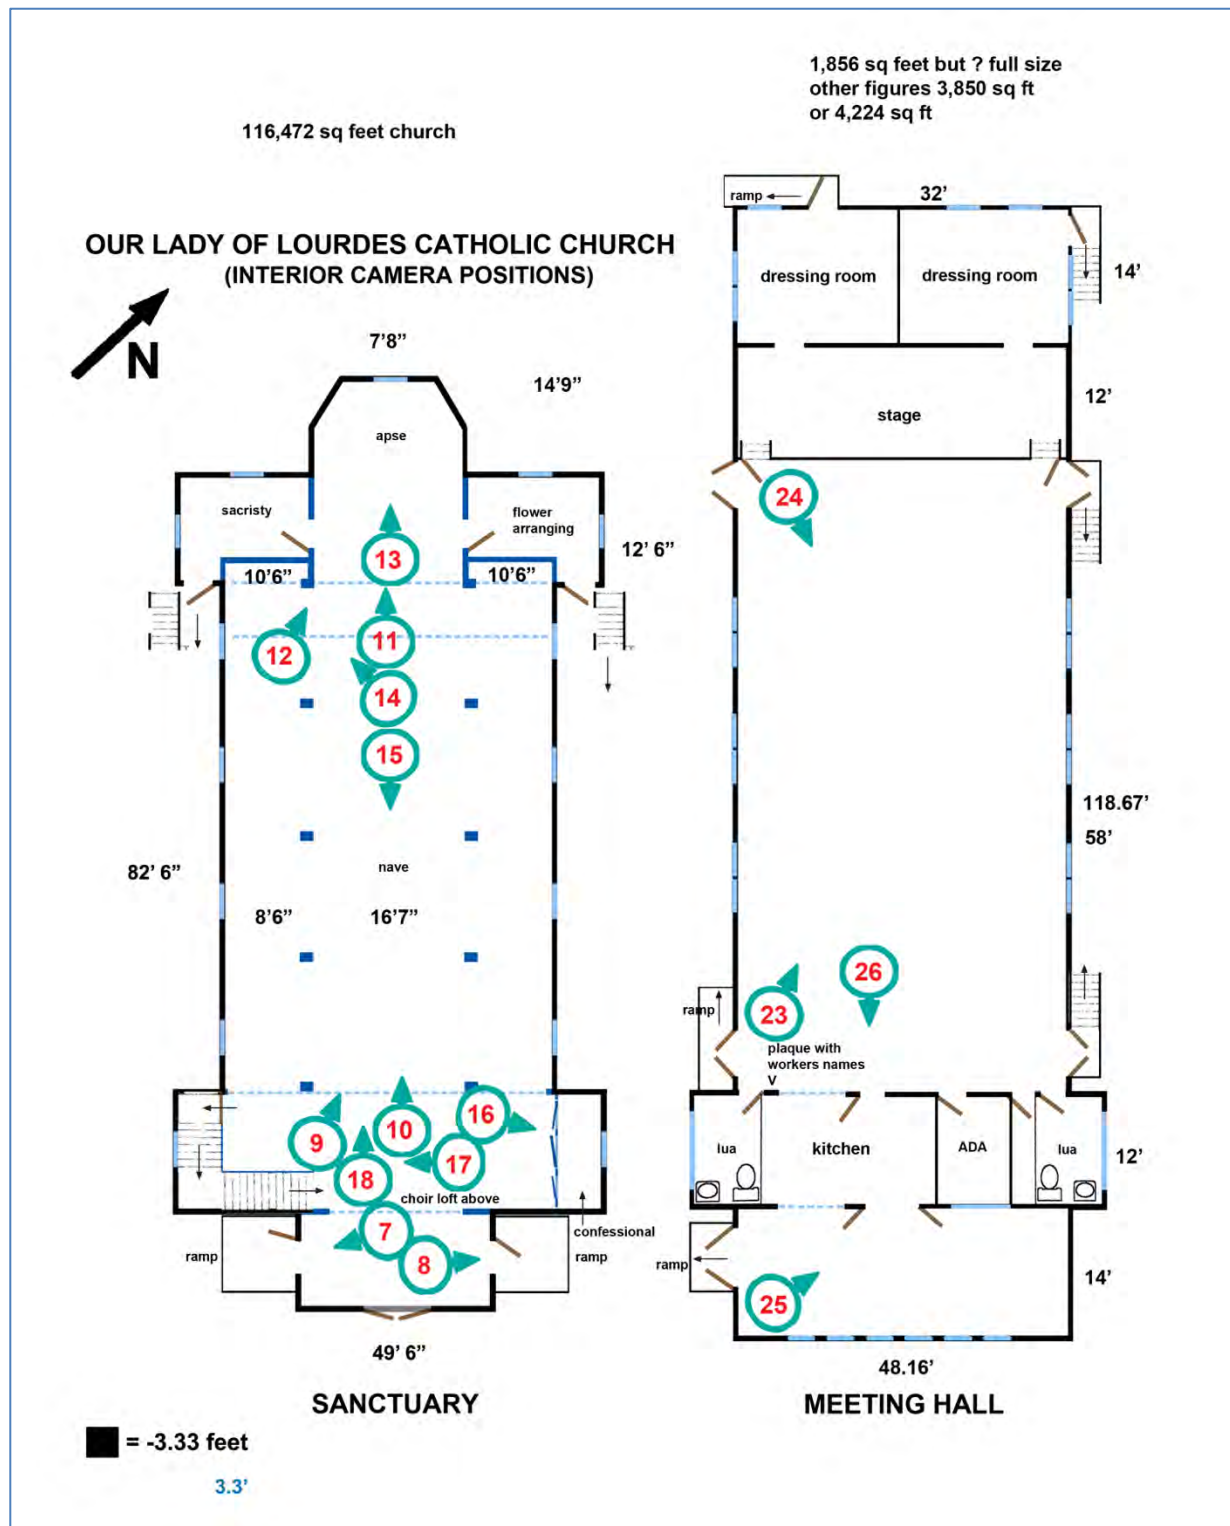 1,856 sq feet but ? full size
other figures 3,850 sq ft
or 4,224 sq ft
116,472 sq feet church
OUR LADY OF LOURDES CATHOLIC CHURCH
(INTERIOR CAMERA POSITIONS)
N
7’8”
14’9”
apse
sacristy
flower
arranging
13
12’ 6”
10’6”
10’6”
11
12
14
15
82’ 6”
nave
8’6”
16’7”
16
10
9
17
18
choir loft above
7
confessional
ramp
8
ramp
49’ 6”
SANCTUARY
= -3.33 feet
3.3’
ramp
32’
dressing room
dressing room
14’
12’
stage
24
118.67’
58’
26
ramp
23
plaque with
workers names
V
lua
kitchen
ADA
lua
12’
ramp
25
14’
48.16’
MEETING HALL